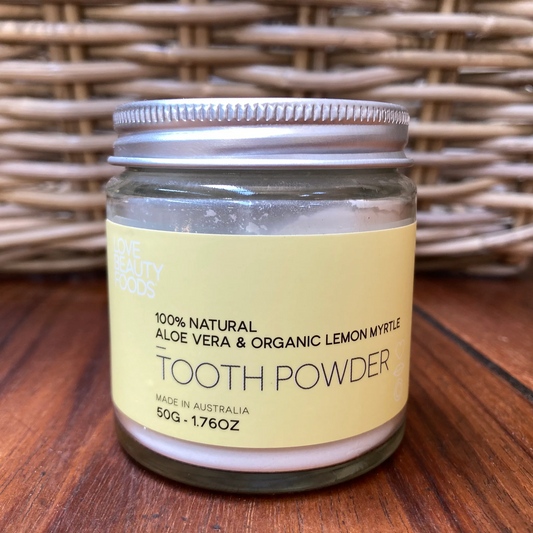 LOVE
BEAUTY
FOODS
100% NATURAL
ALOE VERA & ORGANIC LEMON MYRTLE
TOOTH POWDER
MADE IN AUSTRALIA
50G - 1.76OZ